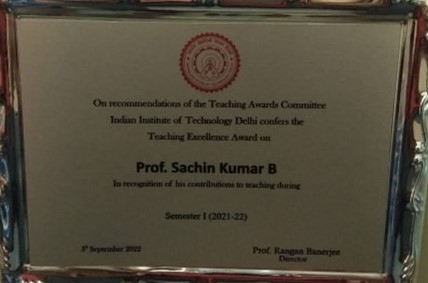 On recommendations of the Teaching Awards Committee
Indian Institute of Technology Delhi confers the
Teaching Excellence Award on
Prof. Sachin Kumar B
In recognition of his contributions to teaching during
Semester I (2021-22)
5th September 2022
Prof. Rangan Banerjee
Director